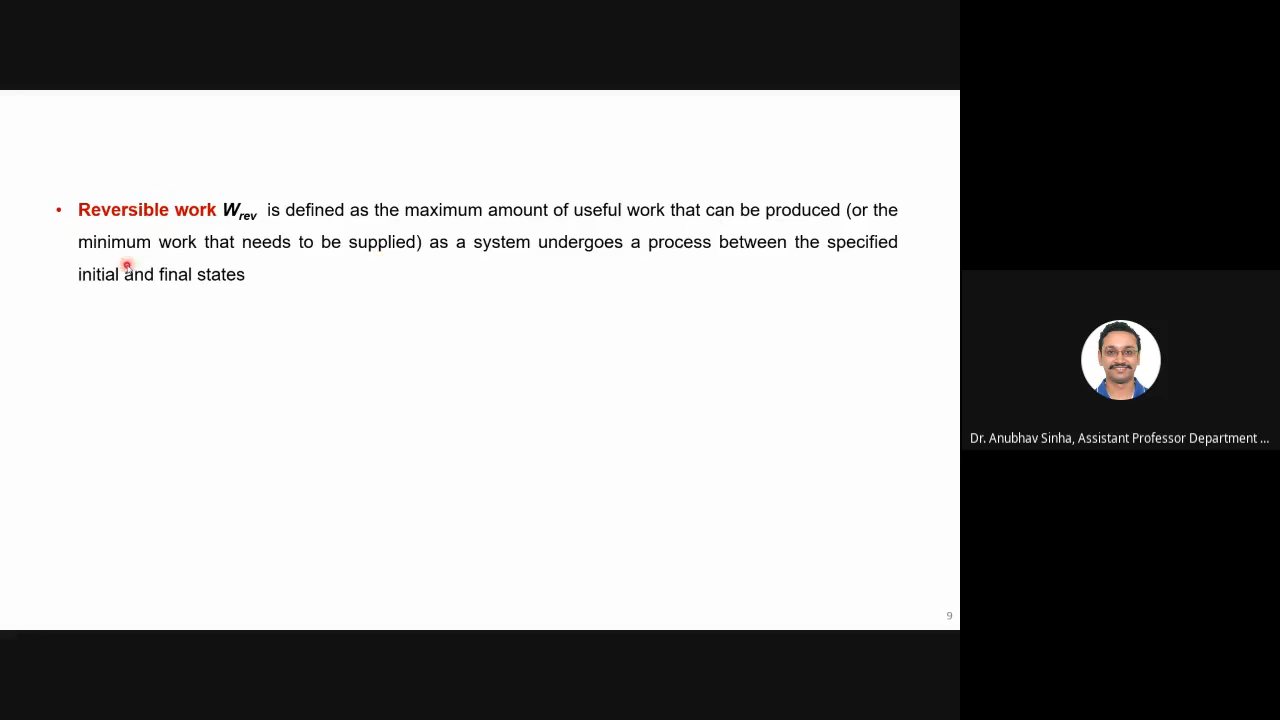 • Reversible work Wrev is defined as the maximum amount of useful work that can be produced (or the
minimum work that needs to be supplied) as a system undergoes a process between the specified
initial and final states
9
Dr. Anubhav Sinha, Assistant Professor Department ...